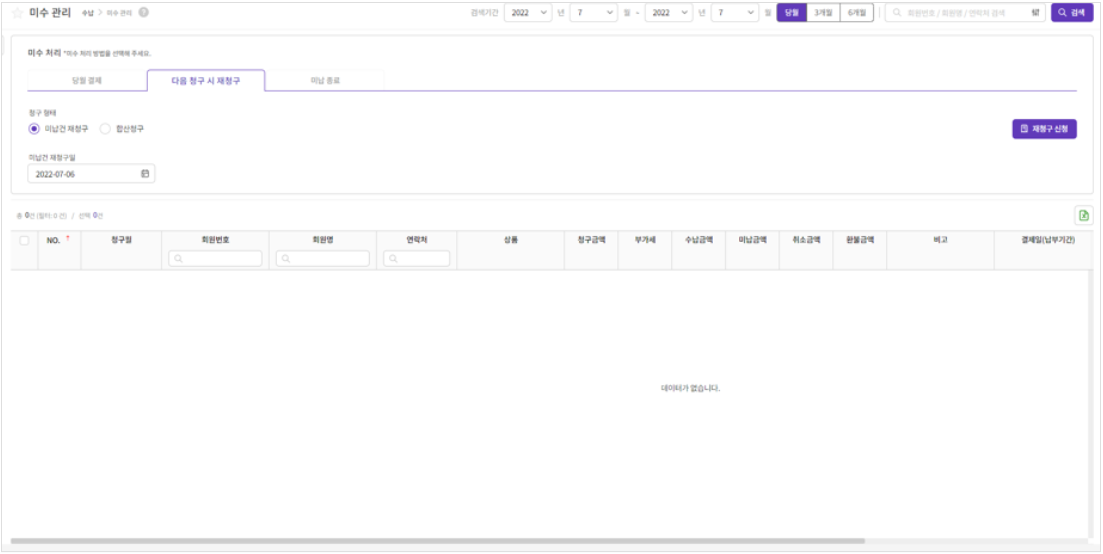 미수 관리 수납 > 미수 관리 ?
검색기간 2022 년 7 월 ~ 2022 년 7 월 당월 3개월 6개월 회원번호 / 회원명 / 연락처 검색 검색
미수 처리 *미수 처리 방법을 선택해 주세요.
당월 결제 다음 청구 시 재청구 미납 종료
청구 형태
미납건 재청구 합산청구 재청구 신청
미납건 재청구일
2022-07-06
총 0건 (필터: 0 건) / 선택 0건
NO. 청구월 회원번호 회원명 연락처 상품 청구금액 부가세 수납금액 미납금액 취소금액 환불금액 비고 결제일(납부기간)
데이터가 없습니다.